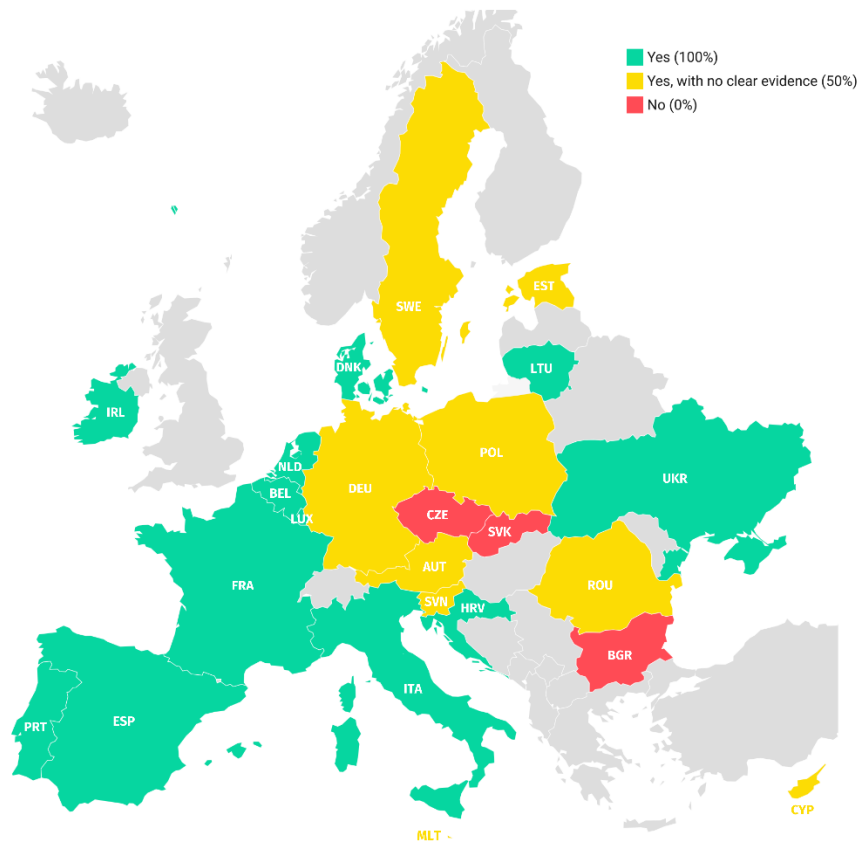 Yes (100%)
Yes, with no clear evidence (50%)
No (0%)
EST
SWE
DNK
LTU
IRL
POL
NLD
UKR
DEU
BEL
CZE
LUX
SVK
AUT
FRA
ROU
SVN
HRV
BGR
ITA
ESP
PRT
CYP
MLT